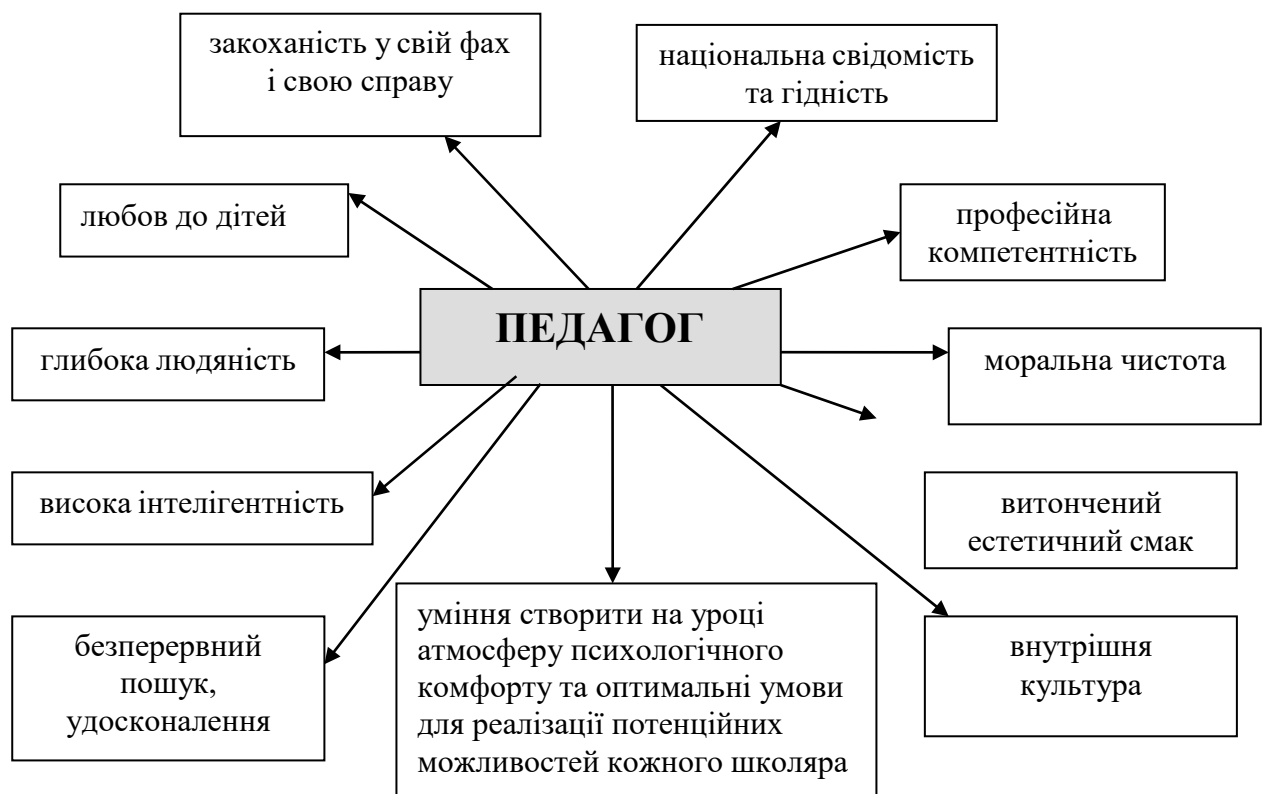 закоханість у свій фах
і свою справу
національна свідомість
та гідність
любов до дітей
професійна
компетентність
ПЕДАГОГ
глибока людяність
моральна чистота
висока інтелігентність
витончений
естетичний смак
безперервний
пошук,
удосконалення
уміння створити на уроці
атмосферу психологічного
комфорту та оптимальні умови
для реалізації потенційних
можливостей кожного школяра
внутрішня
культура